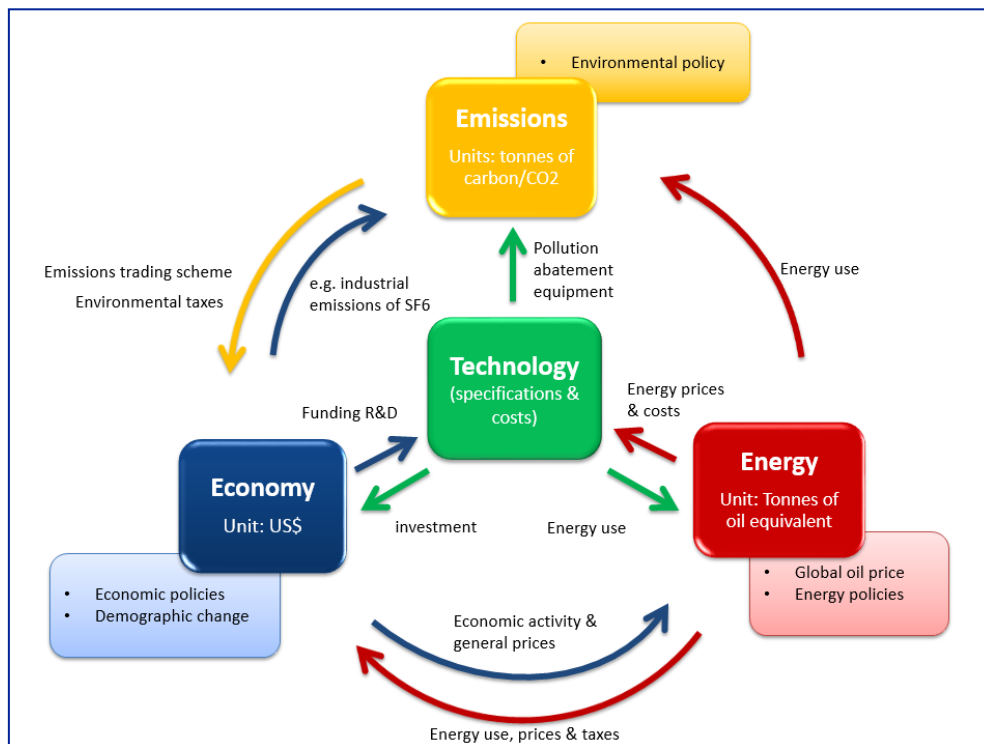 • Environmental policy
Emissions
Units: tonnes of
carbon/CO2
Emissions trading scheme
Environmental taxes
e.g. industrial
emissions of SF6
Pollution
abatement
equipment
Energy use
Technology
(specifications &
costs)
Funding R&D
Energy prices
& costs
Economy
Unit: US$
investment
Energy use
Energy
Unit: Tonnes of
oil equivalent
• Economic policies
• Demographic change
• Global oil price
• Energy policies
Economic activity &
general prices
Energy use, prices & taxes